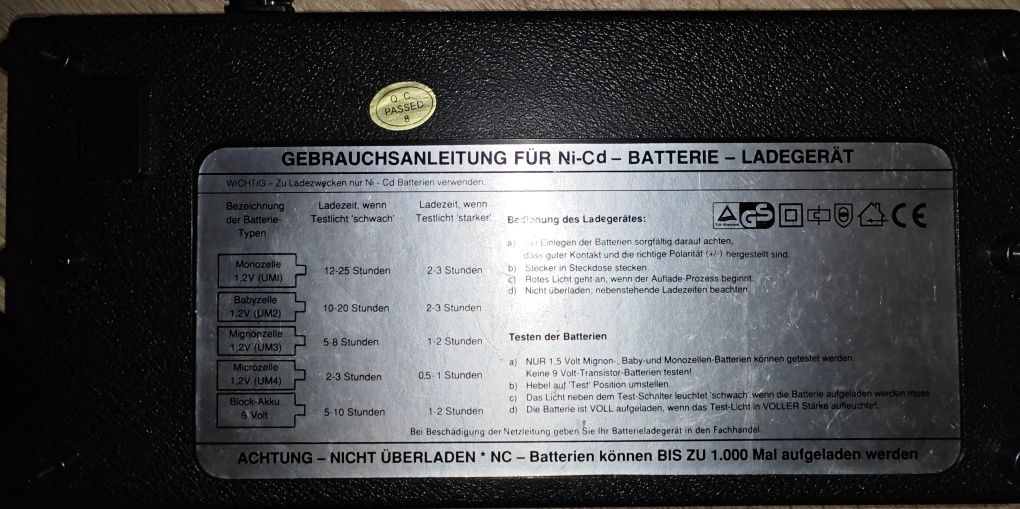 Q.C.
PASSED
8
GEBRAUCHSANLEITUNG FÜR Ni-Cd – BATTERIE – LADEGERÄT
WICHTIG – Zu Ladezwecken nur Ni - Cd Batterien verwenden.
Bezeichnung der Batterie-Typen
Ladezeit, wenn Testlicht 'schwach'
Ladezeit, wenn Testlicht 'starker'
Monozelle 1,2V (UMI) 12-25 Stunden 2-3 Stunden
Babyzelle 1,2V (UM2) 10-20 Stunden 2-3 Stunden
Mignonzelle 1,2V (UM3) 5-8 Stunden 1-2 Stunden
Microzelle 1,2V (UM4) 2-3 Stunden 0.5-1 Stunden
Block-Akku 9 Volt 5-10 Stunden 1-2 Stunden
Bedienung des Ladegerätes:
TÜV Rheinland GS CE
a) Einlegen der Batterien sorgfältig darauf achten,
dass guter Kontakt und die richtige Polarität (+/-) hergestellt sind.
b) Stecker in Steckdose stecken.
c) Rotes Licht geht an, wenn der Auflade-Prozess beginnt.
d) Nicht überladen; nebenstehende Ladezeiten beachten.
Testen der Batterien
a) NUR 1,5 Volt Mignon-, Baby-und Monozellen-Batterien können getestet werden.
Keine 9 Volt-Transistor-Batterien testen!
b) Hebel auf 'Test' Position umstellen.
c) Das Licht neben dem Test-Schalter leuchtet 'schwach' wenn die Batterie aufgeladen werden muss
d) Die Batterie ist VOLL aufgeladen, wenn das Test-Licht in VOLLER Stärke aufleuchtet.
Bei Beschädigung der Netzleitung geben Sie Ihr Batterieladegerät in den Fachhandel
ACHTUNG – NICHT ÜBERLADEN * NC – Batterien können BIS ZU 1.000 Mal aufgeladen werden